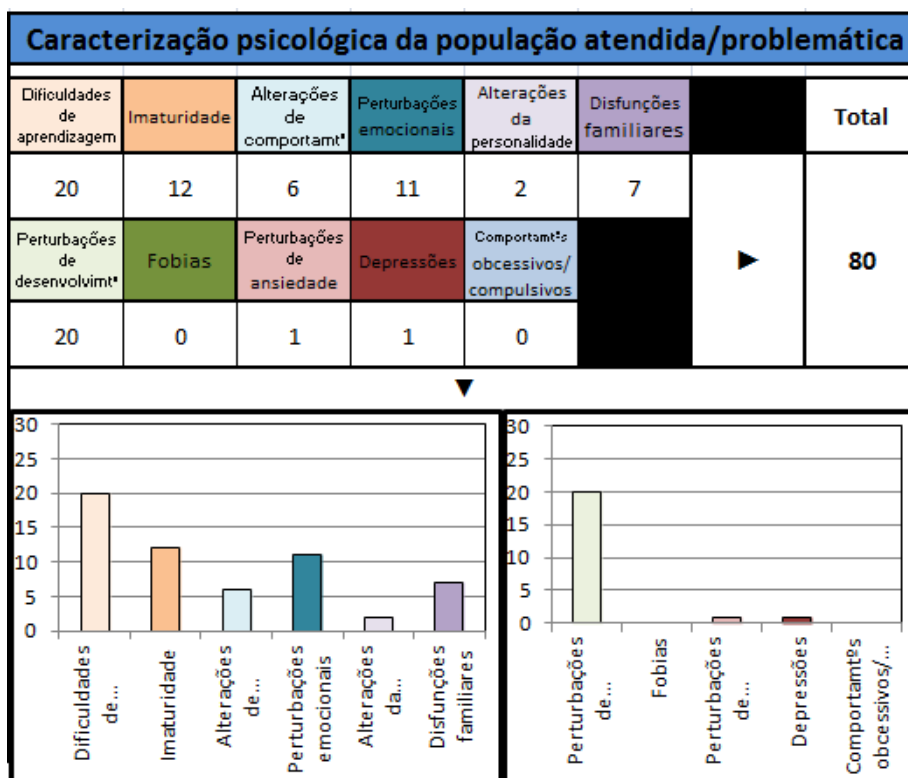 Caracterização psicológica da população atendida/problemática
Dificuldades
de
aprendizagem
Imaturidade
Alterações
de
comportamtº
Perturbações
emocionais
Alterações
da
personalidade
Disfunções
familiares
Total
20
12
6
11
2
7
80
Perturbações
de
desenvolvimtº
Fobias
Perturbações
de
ansiedade
Depressões
Comportamtºs
obcessivos/
compulsivos
►
20
0
1
1
0
▼
30
25
20
15
10
5
0
Dificuldades
de...
Imaturidade
Alterações
de...
Perturbações
emocionais
Alterações
da...
Disfunções
familiares
30
25
20
15
10
5
0
Perturbações
de...
Fobias
Perturbações
de...
Depressões
Comportamtºs
obcessivos/...